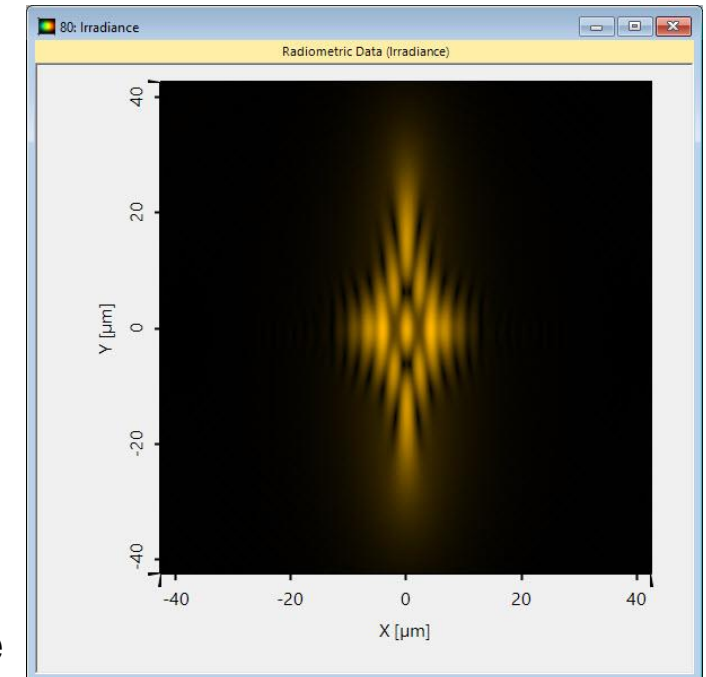 80: Irradiance
Radiometric Data (Irradiance)
40
20
0
-20
-40
Y [µm]
-40 -20 0 20 40
X [µm]
e